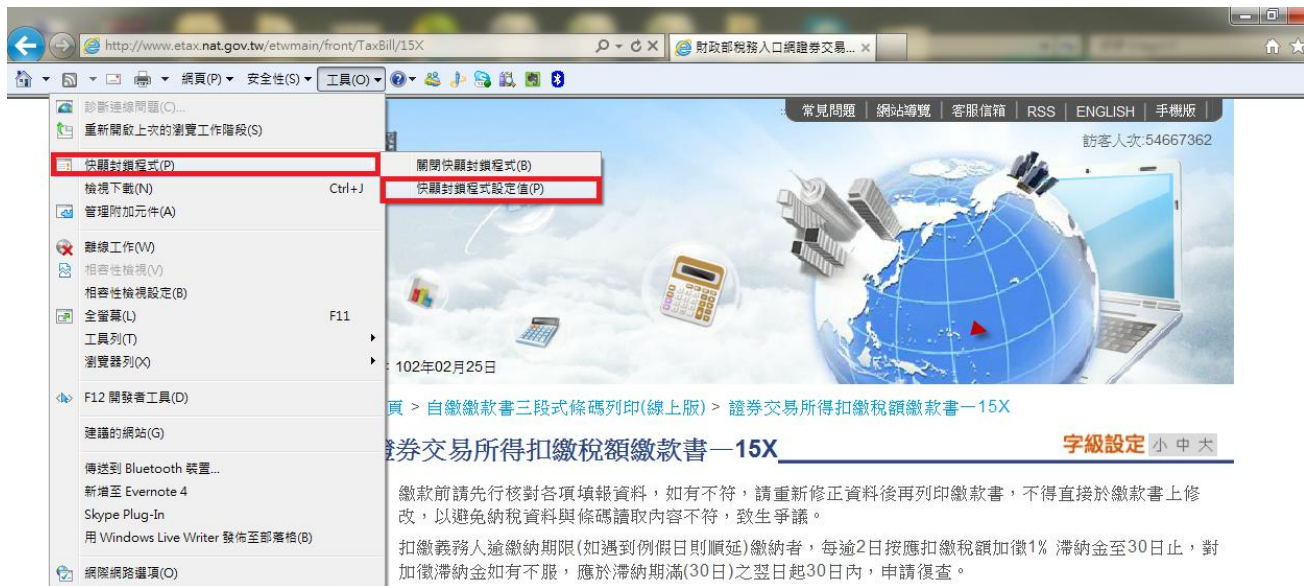 http://www.etax.nat.gov.tw/etwmain/front/TaxBill/15X
財政部稅務入口網證券交易...
網頁(P) 安全性(S) 工具(O)
診斷連線問題(C)...
重新開啟上次的瀏覽工作階段(S)
快顯封鎖程式(P)
關閉快顯封鎖程式(B)
快顯封鎖程式設定值(P)
檢視下載(N) Ctrl+J
管理附加元件(A)
離線工作(W)
相容性檢視(V)
相容性檢視設定(B)
全螢幕(L) F11
工具列(T)
瀏覽器列(X)
F12 開發者工具(D)
建議的網站(G)
傳送到 Bluetooth 裝置...
新增至 Evernote 4
Skype Plug-In
用 Windows Live Writer 發佈至部落格(B)
網際網路選項(O)
常見問題 | 網站導覽 | 客服信箱 | RSS | ENGLISH | 手機版 |
訪客人次:54667362
: 102年02月25日
頁 > 自繳繳款書三段式條碼列印(線上版) > 證券交易所得扣繳稅額繳款書—15X
證券交易所得扣繳稅額繳款書—15X
字級設定 小 中 大
繳款前請先行核對各項填報資料,如有不符,請重新修正資料後再列印繳款書,不得直接於繳款書上修
改,以避免納稅資料與條碼讀取內容不符,致生爭議。
扣繳義務人逾繳納期限(如遇到例假日則順延)繳納者,每逾2日按應扣繳稅額加徵1% 滯納金至30日止,對
加徵滯納金如有不服,應於滯納期滿(30日)之翌日起30日內,申請復查。